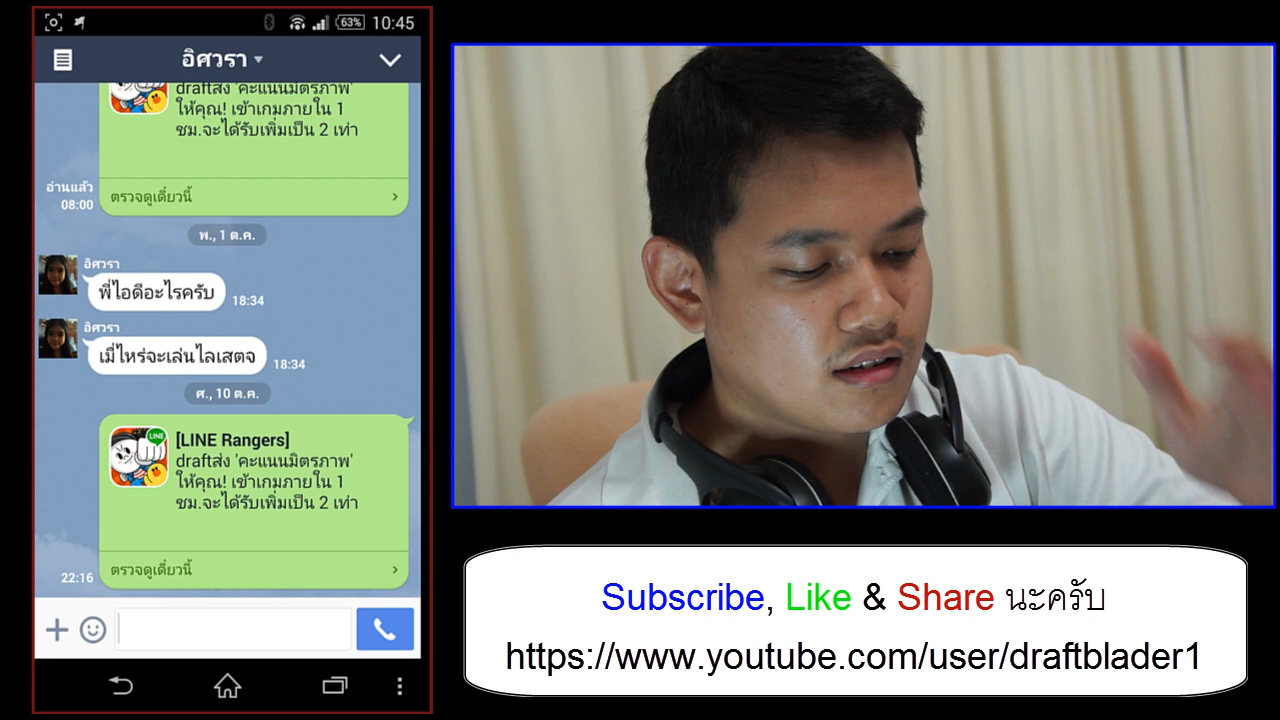 63% 10:45
อิศวรา
draftส่ง 'คะแนนมิตรภาพ'
ให้คุณ! เข้าเกมภายใน 1
ชม.จะได้รับเพิ่มเป็น 2 เท่า
อ่านแล้ว
08:00
ตรวจดูเดี่ยวนี้
พ., 1 ต.ค.
อิศวรา
พี่ไอดีอะไรครับ
18:34
อิศวรา
เมื่ไหร่จะเล่นไลเสตจ
18:34
ศ., 10 ต.ค.
LINE
[LINE Rangers]
draftส่ง 'คะแนนมิตรภาพ'
ให้คุณ! เข้าเกมภายใน 1
ชม.จะได้รับเพิ่มเป็น 2 เท่า
22:16
ตรวจดูเดี่ยวนี้
Subscribe, Like & Share นะครับ
https://www.youtube.com/user/draftblader1